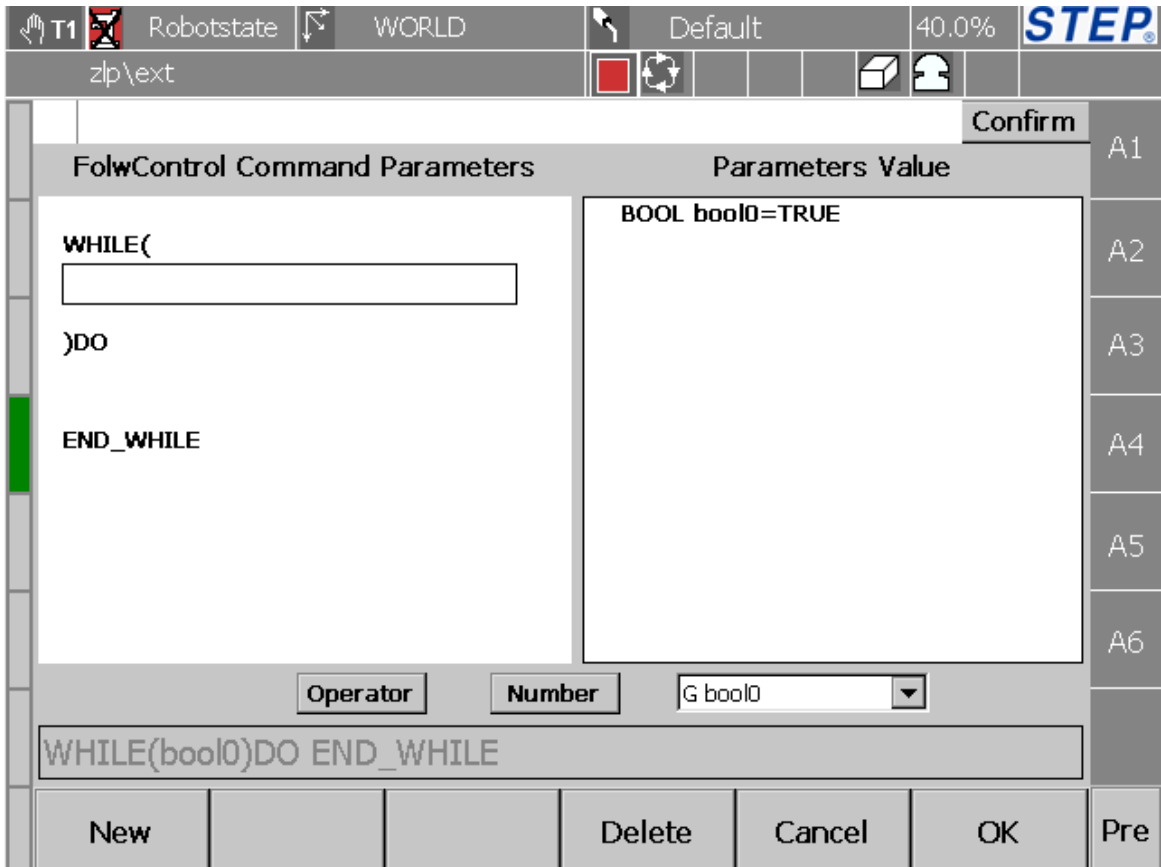 T1 Robotstate WORLD Default 40.0% STEP®
zlp\ext
Confirm
FolwControl Command Parameters Parameters Value
A1
BOOL bool0=TRUE
WHILE(
A2
)DO
A3
END_WHILE
A4
A5
A6
Operator Number G bool0
WHILE(bool0)DO END_WHILE
New Delete Cancel OK Pre